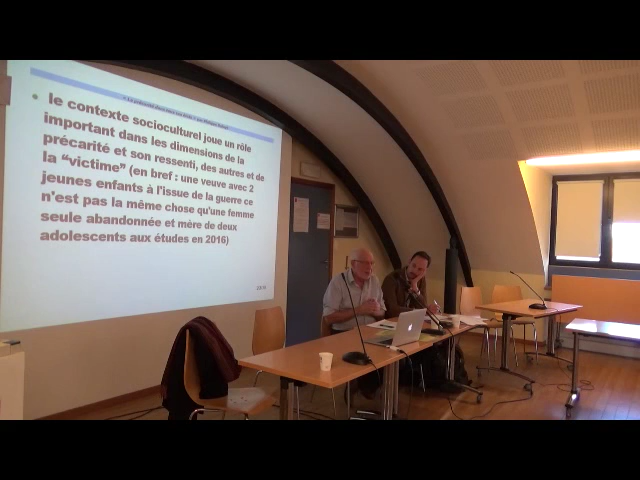 • le contexte socioculturel joue un rôle
important dans les dimensions de la
précarité et son ressenti, des autres et de
la “victime” (en bref : une veuve avec 2
jeunes enfants à l'issue de la guerre ce
n'est pas la même chose qu'une femme
seule abandonnée et mère de deux
adolescents aux études en 2016)